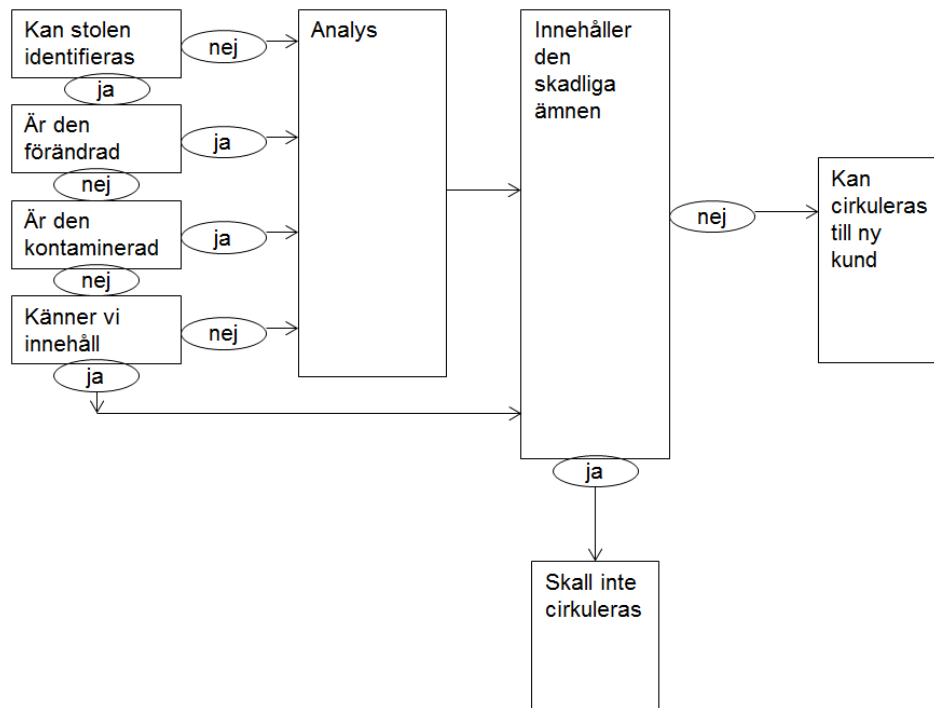 Kan stolen
identifieras
nej
ja
Är den
förändrad
ja
nej
Är den
kontaminerad
ja
nej
Känner vi
innehåll
nej
ja
Analys
Innehåller
den
skadliga
ämnen
nej
ja
Kan
cirkuleras
till ny
kund
Skall inte
cirkuleras